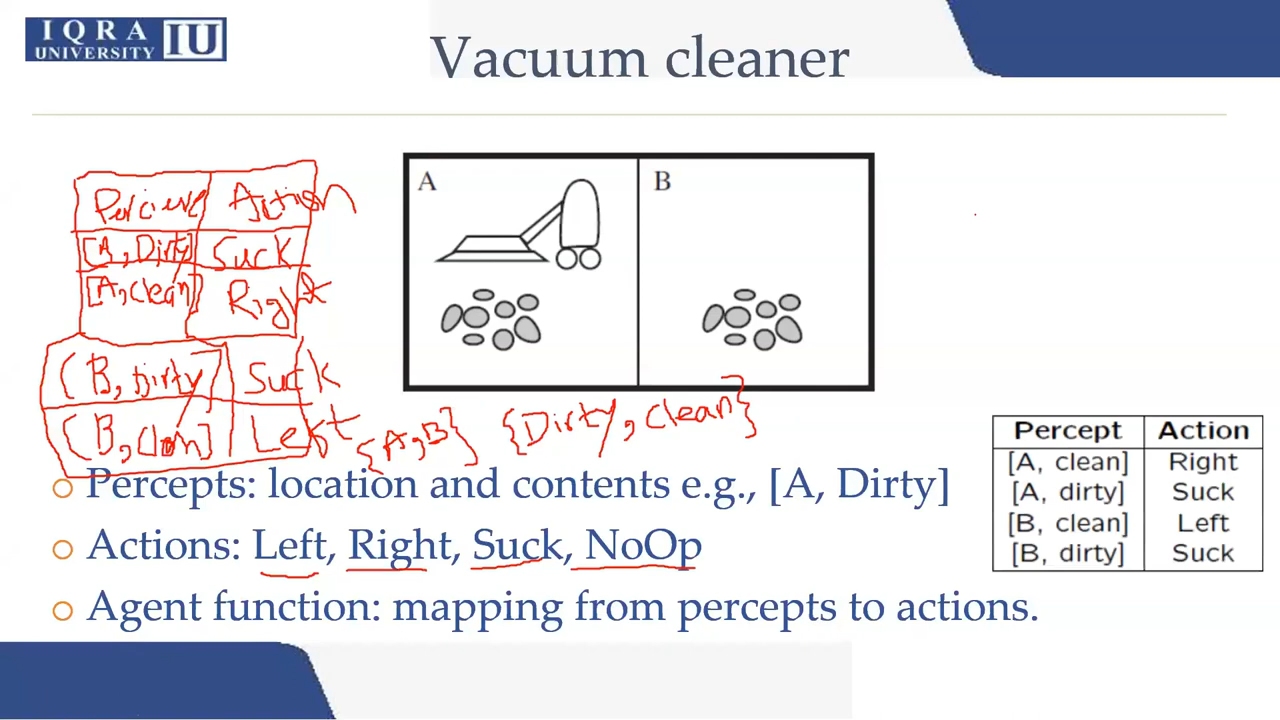 IQRA
UNIVERSITY IU
Vacuum cleaner
Percieve Action
[A, Dirty] Suck
[A, clean] Right
(B, Dirty] Suck
(B, clean] Left
A
B
{A, B} {Dirty, clean}
Percept Action
[A, clean] Right
[A, dirty] Suck
[B, clean] Left
[B, dirty] Suck
Percepts: location and contents e.g., [A, Dirty]
Actions: Left, Right, Suck, NoOp
Agent function: mapping from percepts to actions.